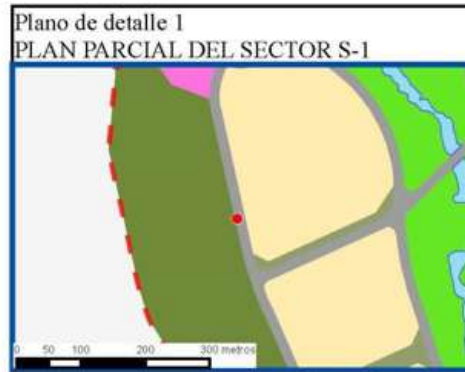 Plano de detalle 1
PLAN PARCIAL DEL SECTOR S-1
0 50 100 200 300 metros